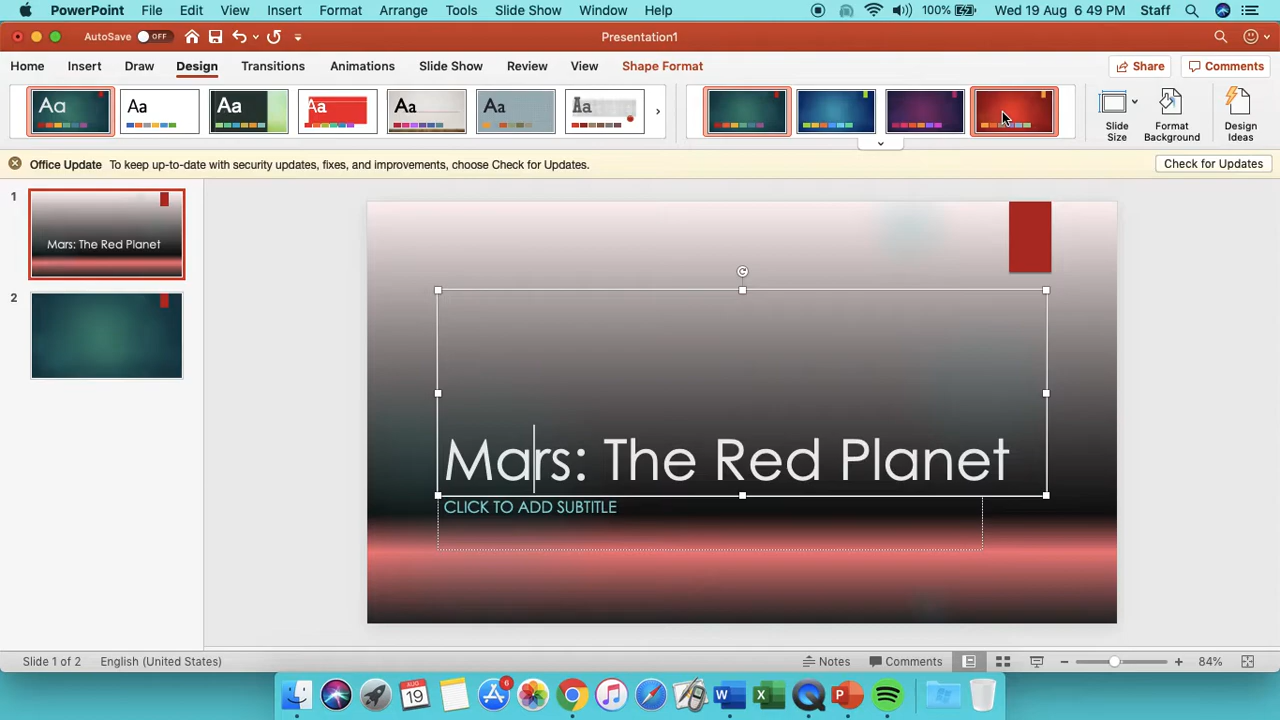 PowerPoint File Edit View Insert Format Arrange Tools Slide Show Window Help 100% Wed 19 Aug 6:49 PM Staff
AutoSave OFF Presentation1
Home Insert Draw Design Transitions Animations Slide Show Review View Shape Format Share Comments
Aa Aa Aa Aa Aa Aa Aa
Slide Size
Format Background
Design Ideas
Office Update To keep up-to-date with security updates, fixes, and improvements, choose Check for Updates. Check for Updates
1
Mars: The Red Planet
2
Mars: The Red Planet
CLICK TO ADD SUBTITLE
Slide 1 of 2 English (United States) Notes Comments 84%
AUG
19
6